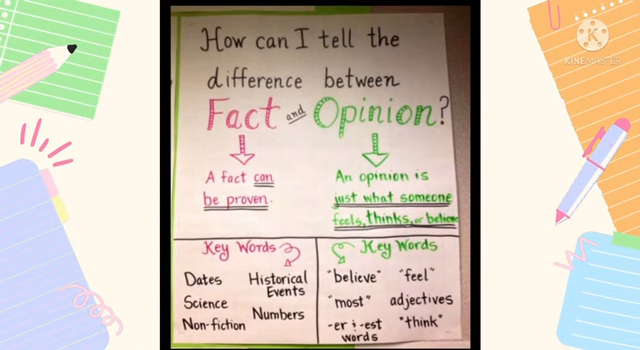 How can I tell the
difference between
Fact and Opinion?
A fact can
be proven.
An opinion is
just what someone
feels, thinks, or believe
Key Words
Dates
Historical
Events
Science
Numbers
Non-fiction
Key Words
"believe" "feel"
"most" adjectives
-er & -est "think"
words
KINEMASTER